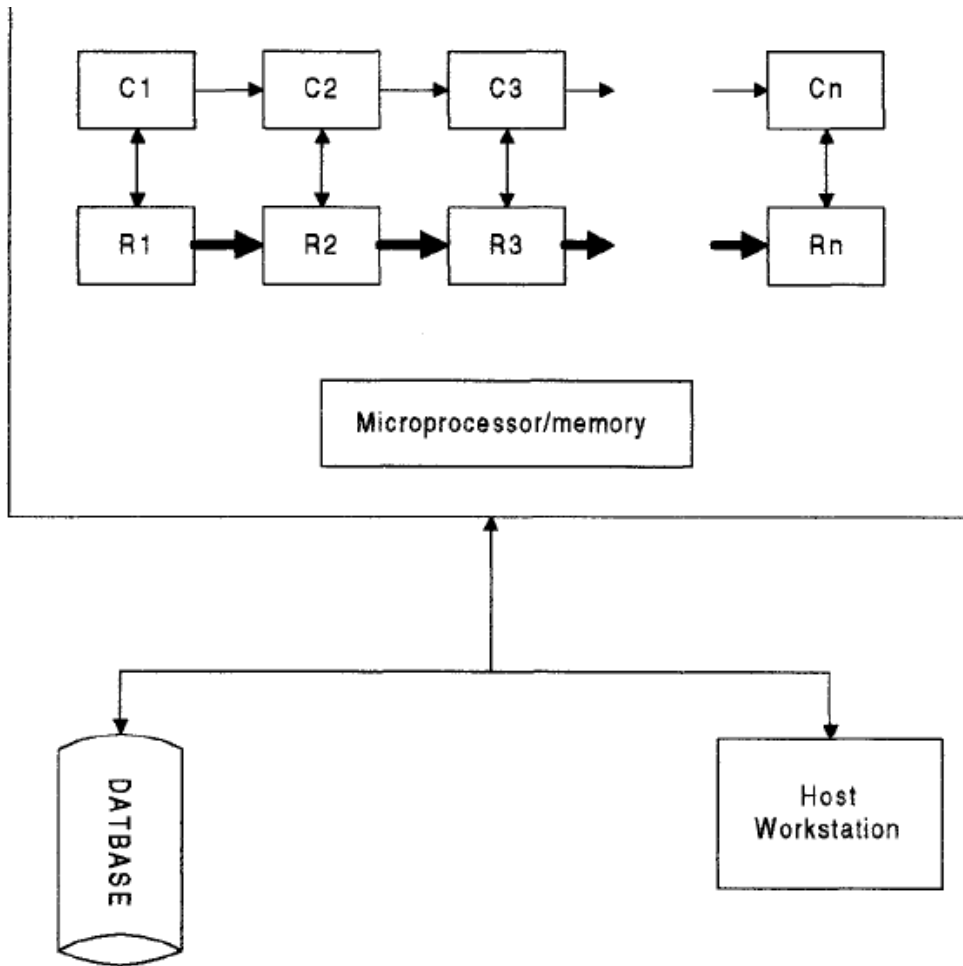 C1 C2 C3 Cn
R1 R2 R3 Rn
Microprocessor/memory
DATBASE
Host
Workstation